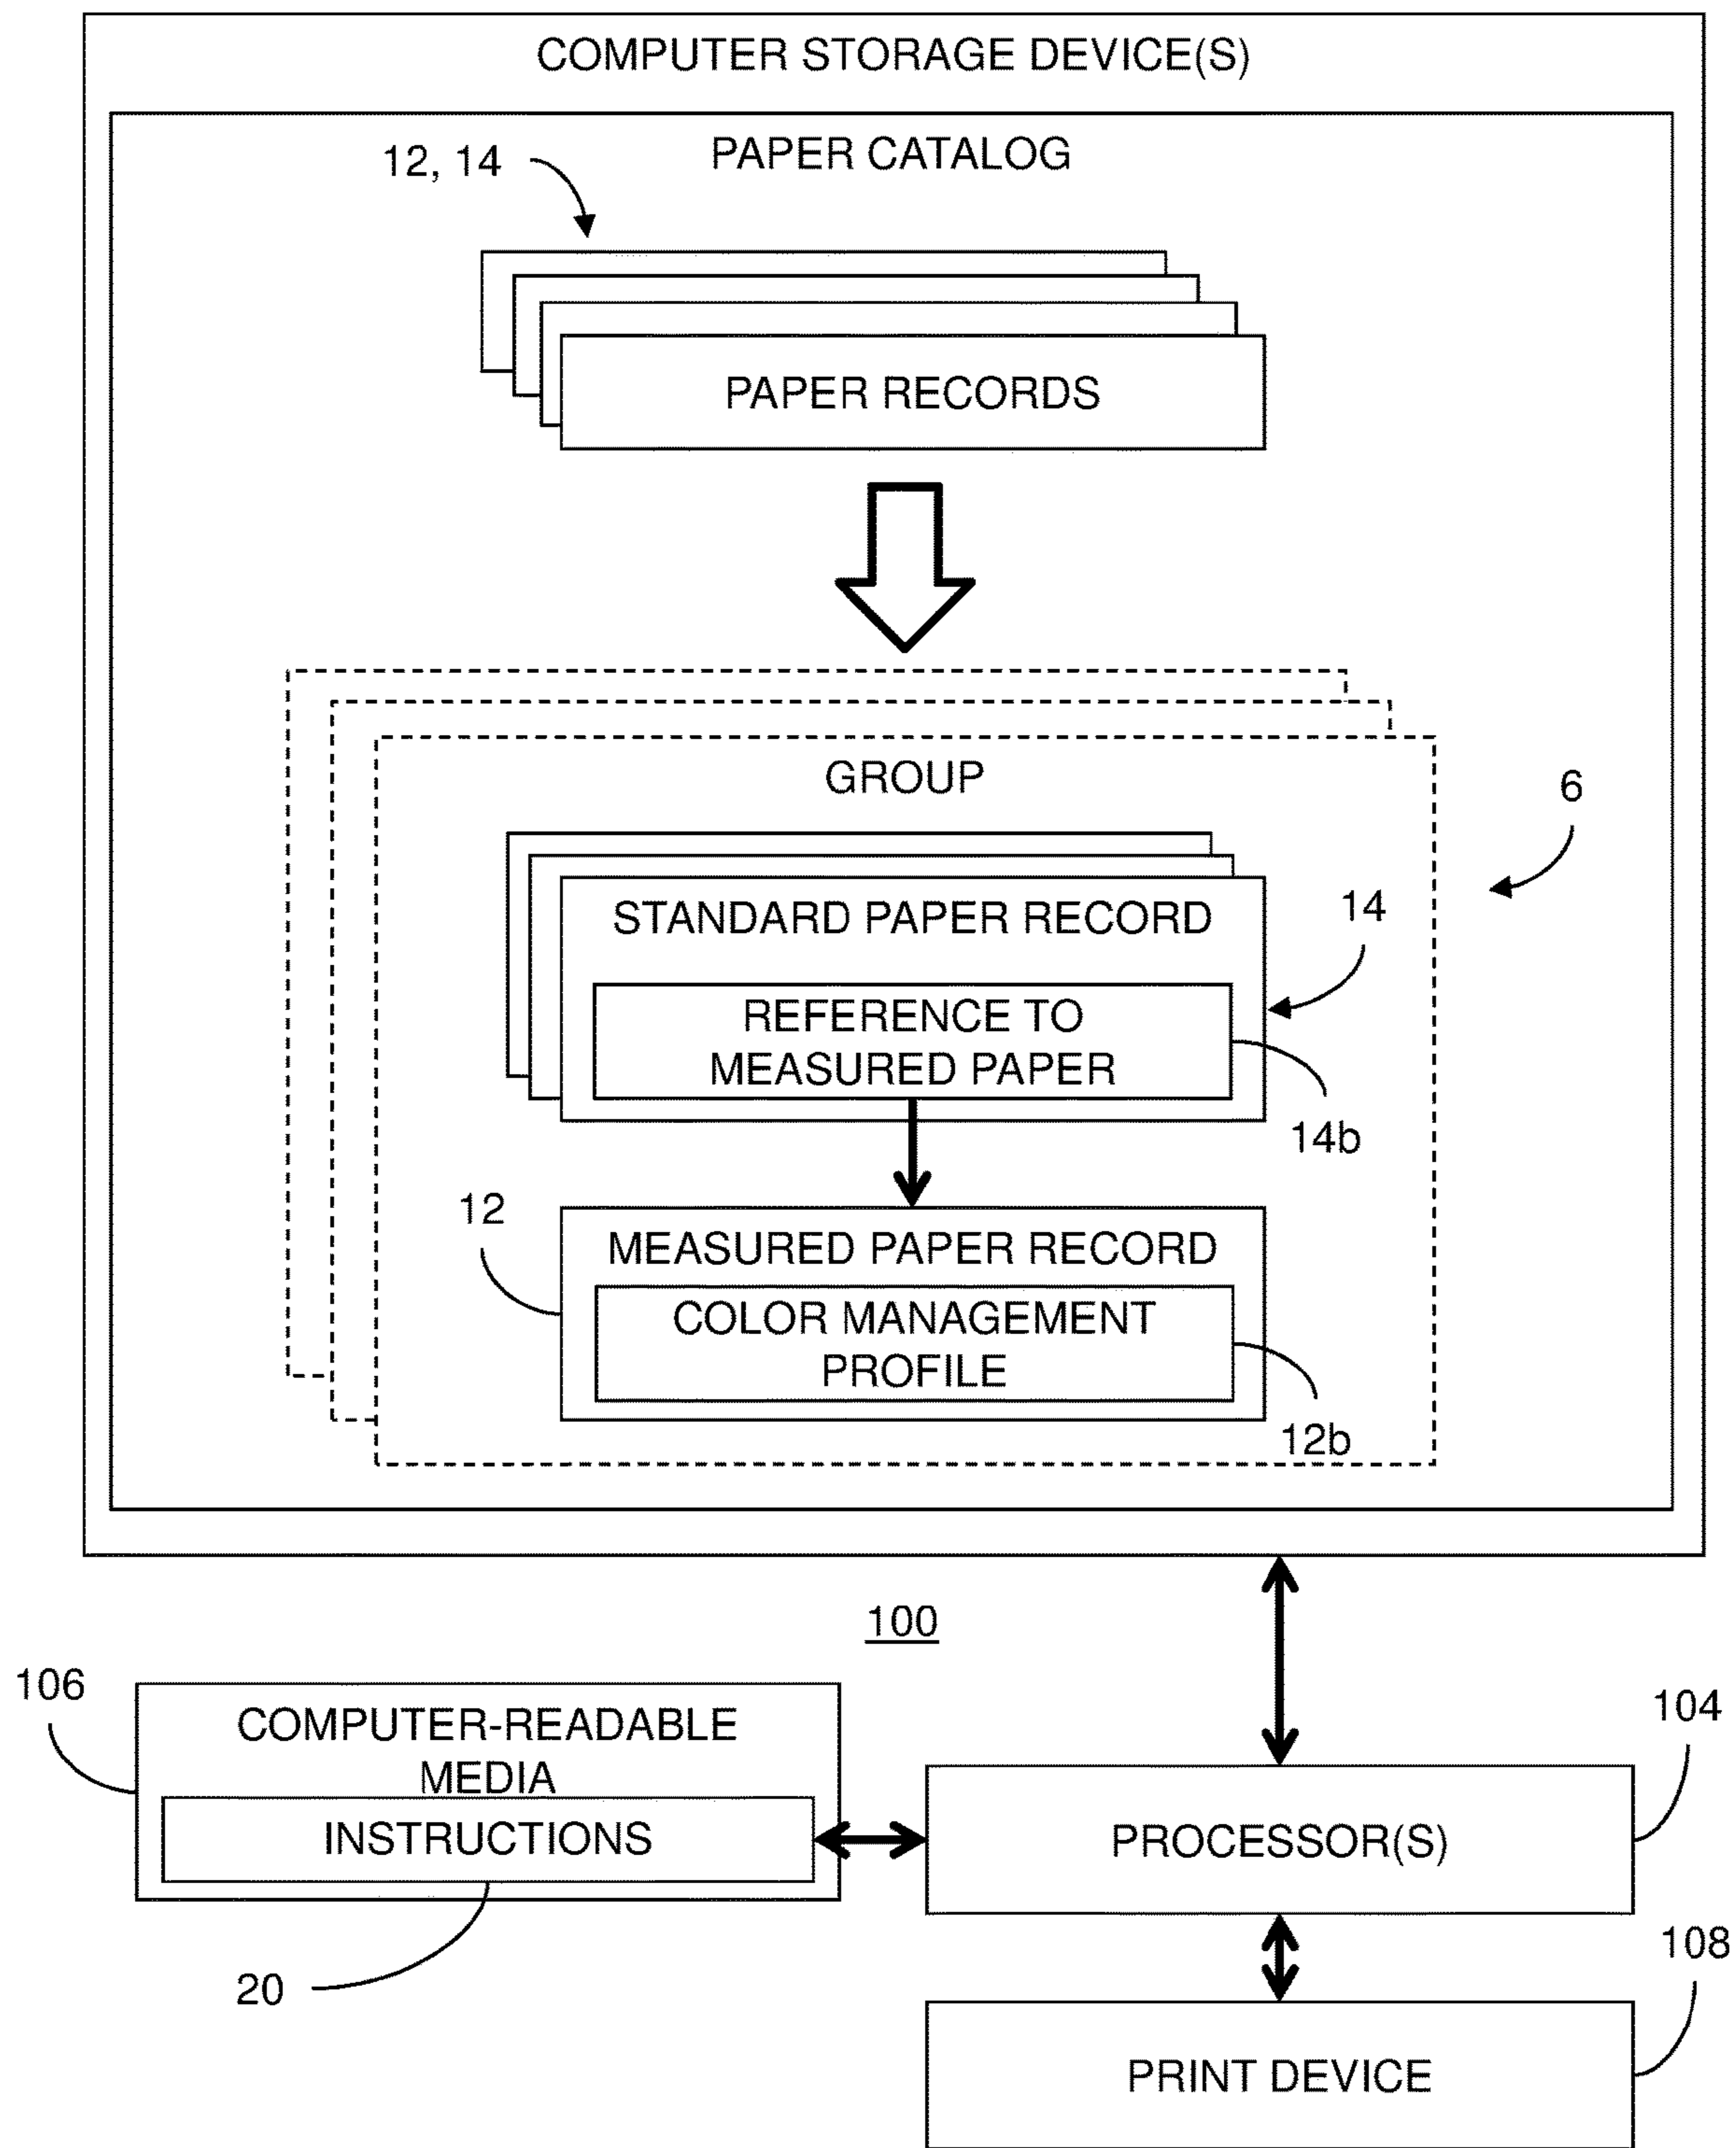 COMPUTER STORAGE DEVICE(S)
PAPER CATALOG
12, 14
PAPER RECORDS
GROUP
6
STANDARD PAPER RECORD
14
REFERENCE TO
MEASURED PAPER
14b
12
MEASURED PAPER RECORD
COLOR MANAGEMENT
PROFILE
12b
100
106
COMPUTER-READABLE
MEDIA
INSTRUCTIONS
20
104
PROCESSOR(S)
108
PRINT DEVICE